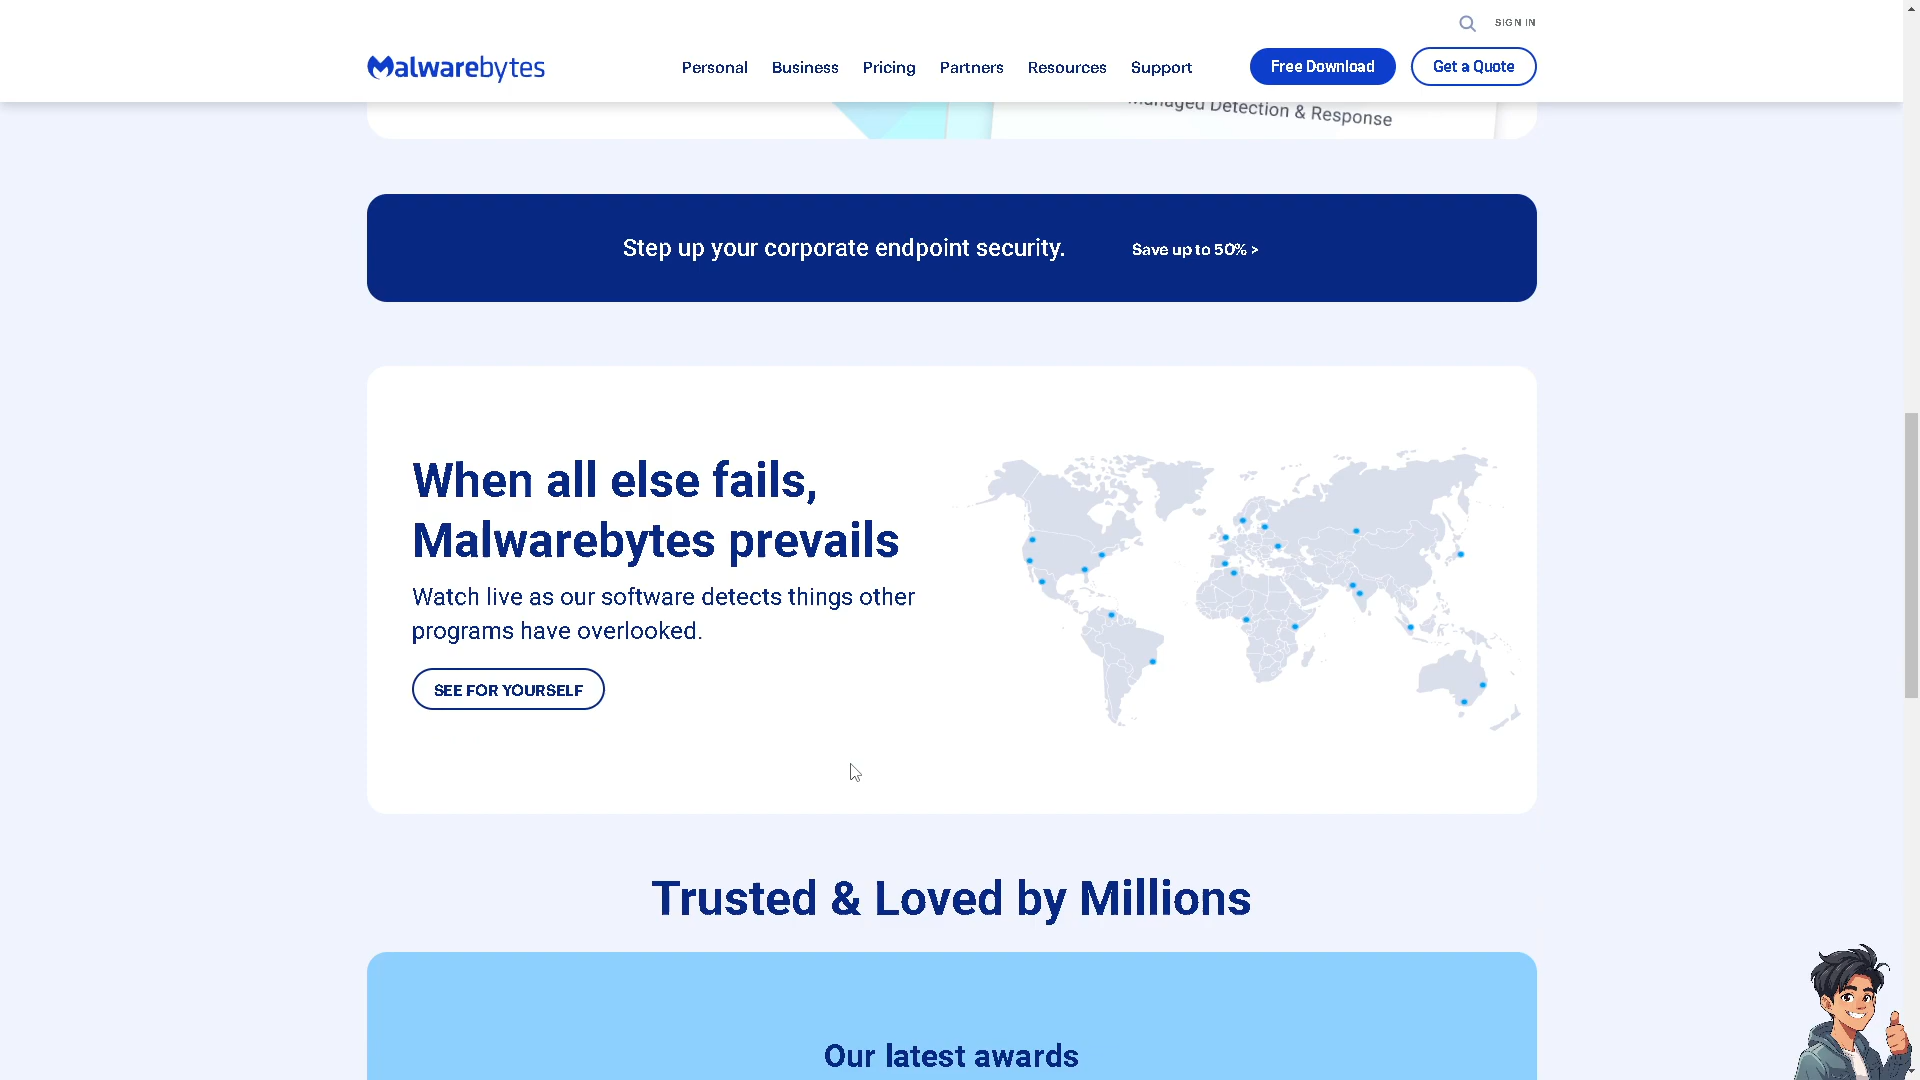 SIGN IN
Malwarebytes
Personal
Business
Pricing
Partners
Resources
Support
Free Download
Get a Quote
Managed Detection & Response
Step up your corporate endpoint security.
Save up to 50% >
When all else fails,
Malwarebytes prevails
Watch live as our software detects things other
programs have overlooked.
SEE FOR YOURSELF
Trusted & Loved by Millions
Our latest awards